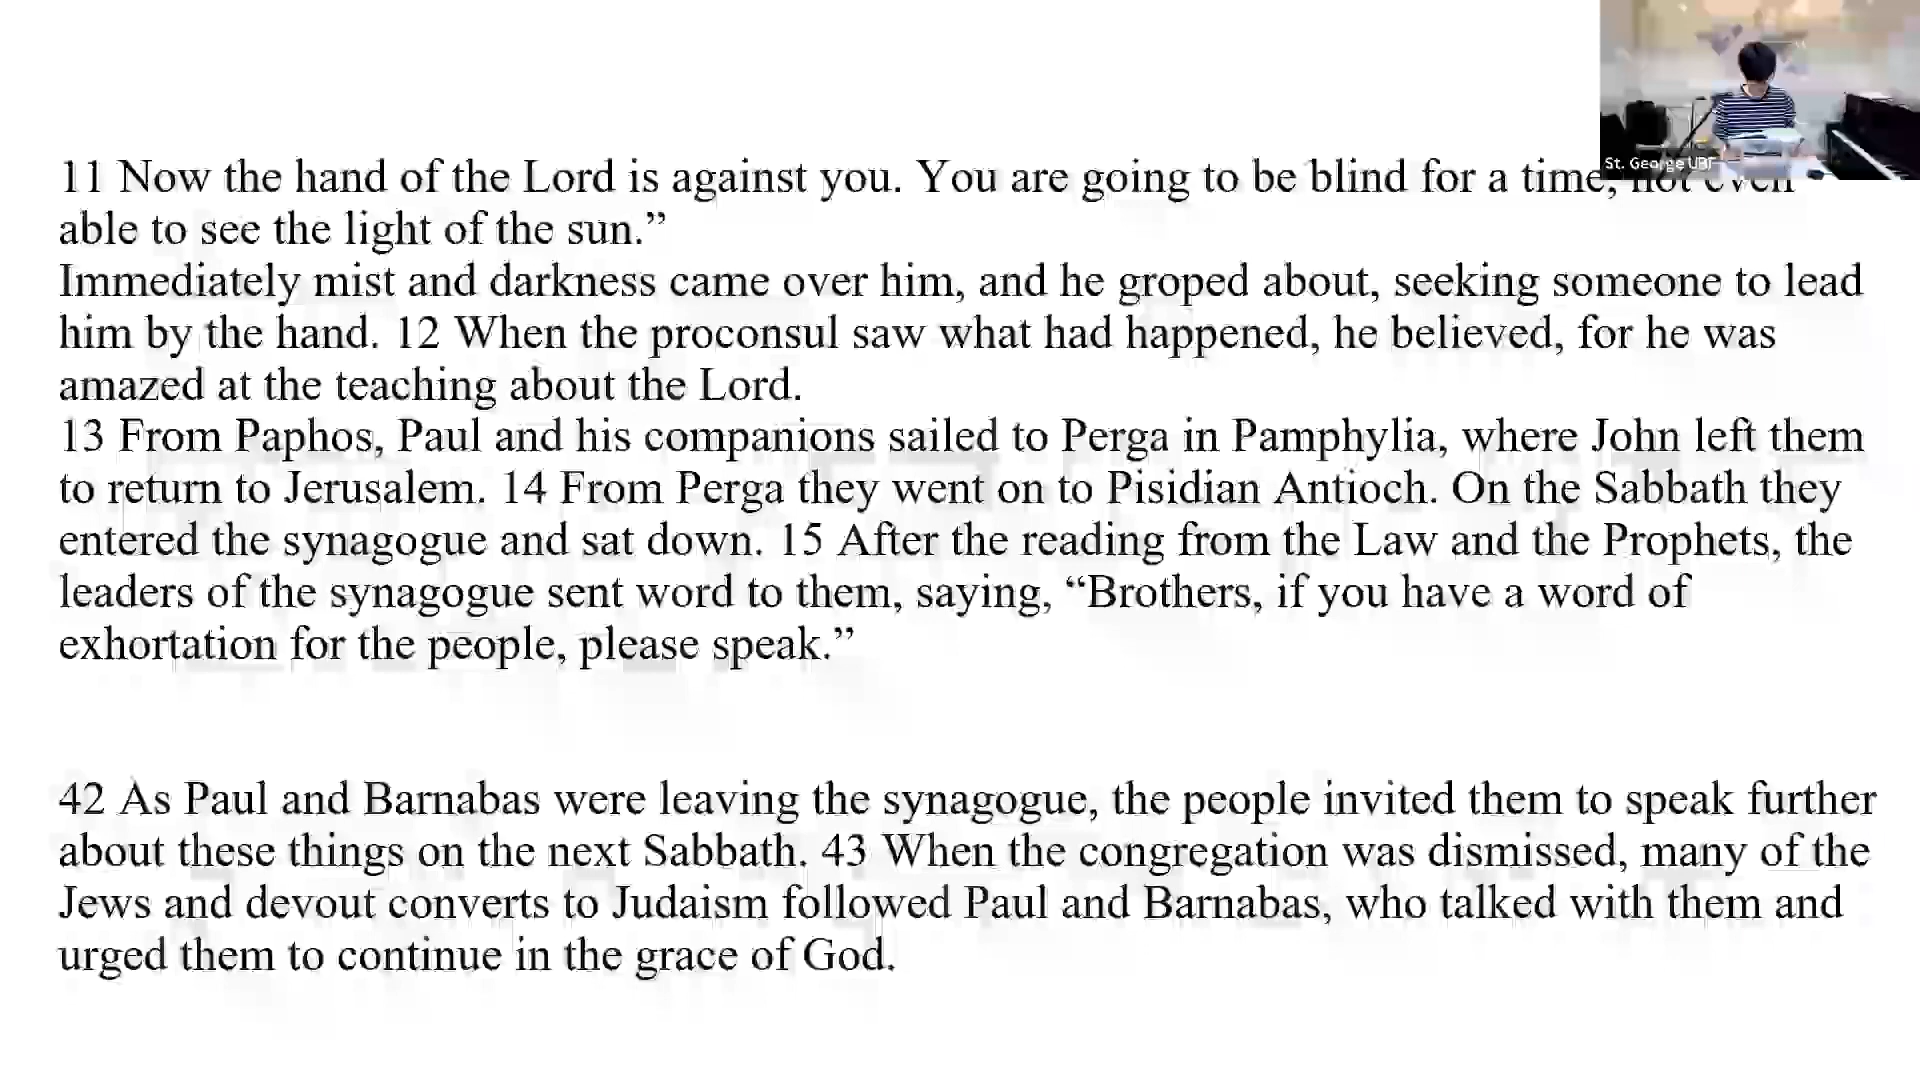 11 Now the hand of the Lord is against you. You are going to be blind for a time, not even
able to see the light of the sun.”
Immediately mist and darkness came over him, and he groped about, seeking someone to lead
him by the hand. 12 When the proconsul saw what had happened, he believed, for he was
amazed at the teaching about the Lord.
13 From Paphos, Paul and his companions sailed to Perga in Pamphylia, where John left them
to return to Jerusalem. 14 From Perga they went on to Pisidian Antioch. On the Sabbath they
entered the synagogue and sat down. 15 After the reading from the Law and the Prophets, the
leaders of the synagogue sent word to them, saying, “Brothers, if you have a word of
exhortation for the people, please speak.”
42 As Paul and Barnabas were leaving the synagogue, the people invited them to speak further
about these things on the next Sabbath. 43 When the congregation was dismissed, many of the
Jews and devout converts to Judaism followed Paul and Barnabas, who talked with them and
urged them to continue in the grace of God.
St. George UBF